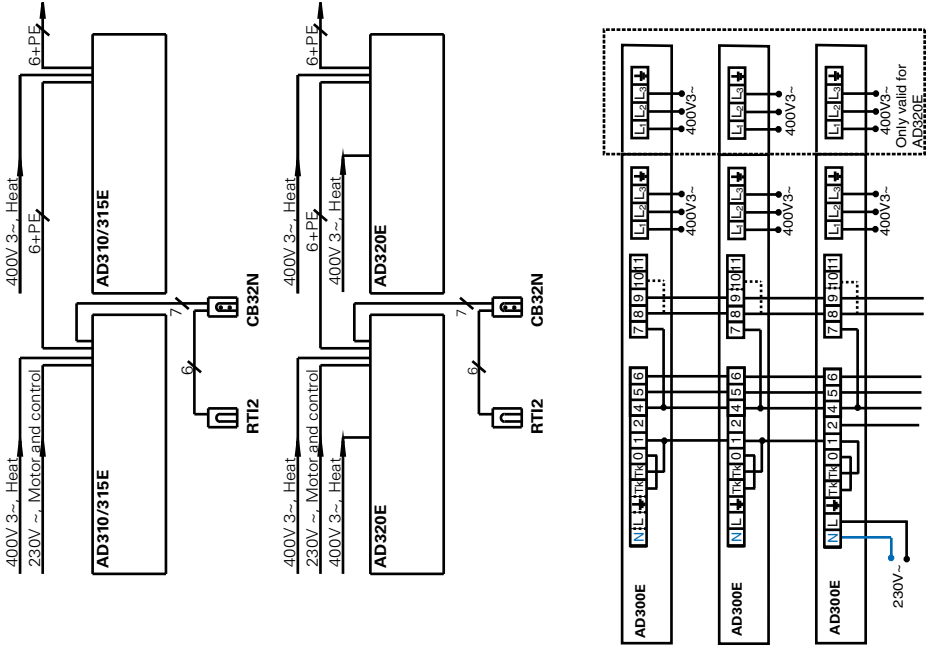 400V 3~, Heat
230V ~, Motor and control
AD310/315E
400V 3~, Heat
6+PE
6+PE
AD310/315E
6
7
RTI2
CB32N
400V 3~, Heat
230V ~, Motor and control
400V 3~, Heat
AD320E
400V 3~, Heat
6+PE
400V 3~, Heat
6+PE
AD320E
6
7
RTI2
CB32N
AD300E
N L Tk Tk 0 1 2 4 5 6
7 8 9 10 11
L1 L2 L3
400V3~
L1 L2 L3
400V3~
AD300E
N L Tk Tk 0 1 2 4 5 6
7 8 9 10 11
L1 L2 L3
400V3~
L1 L2 L3
400V3~
AD300E
N L Tk Tk 0 1 2 4 5 6
7 8 9 10 11
L1 L2 L3
400V3~
L1 L2 L3
400V3~
230V~
Only valid for
AD320E